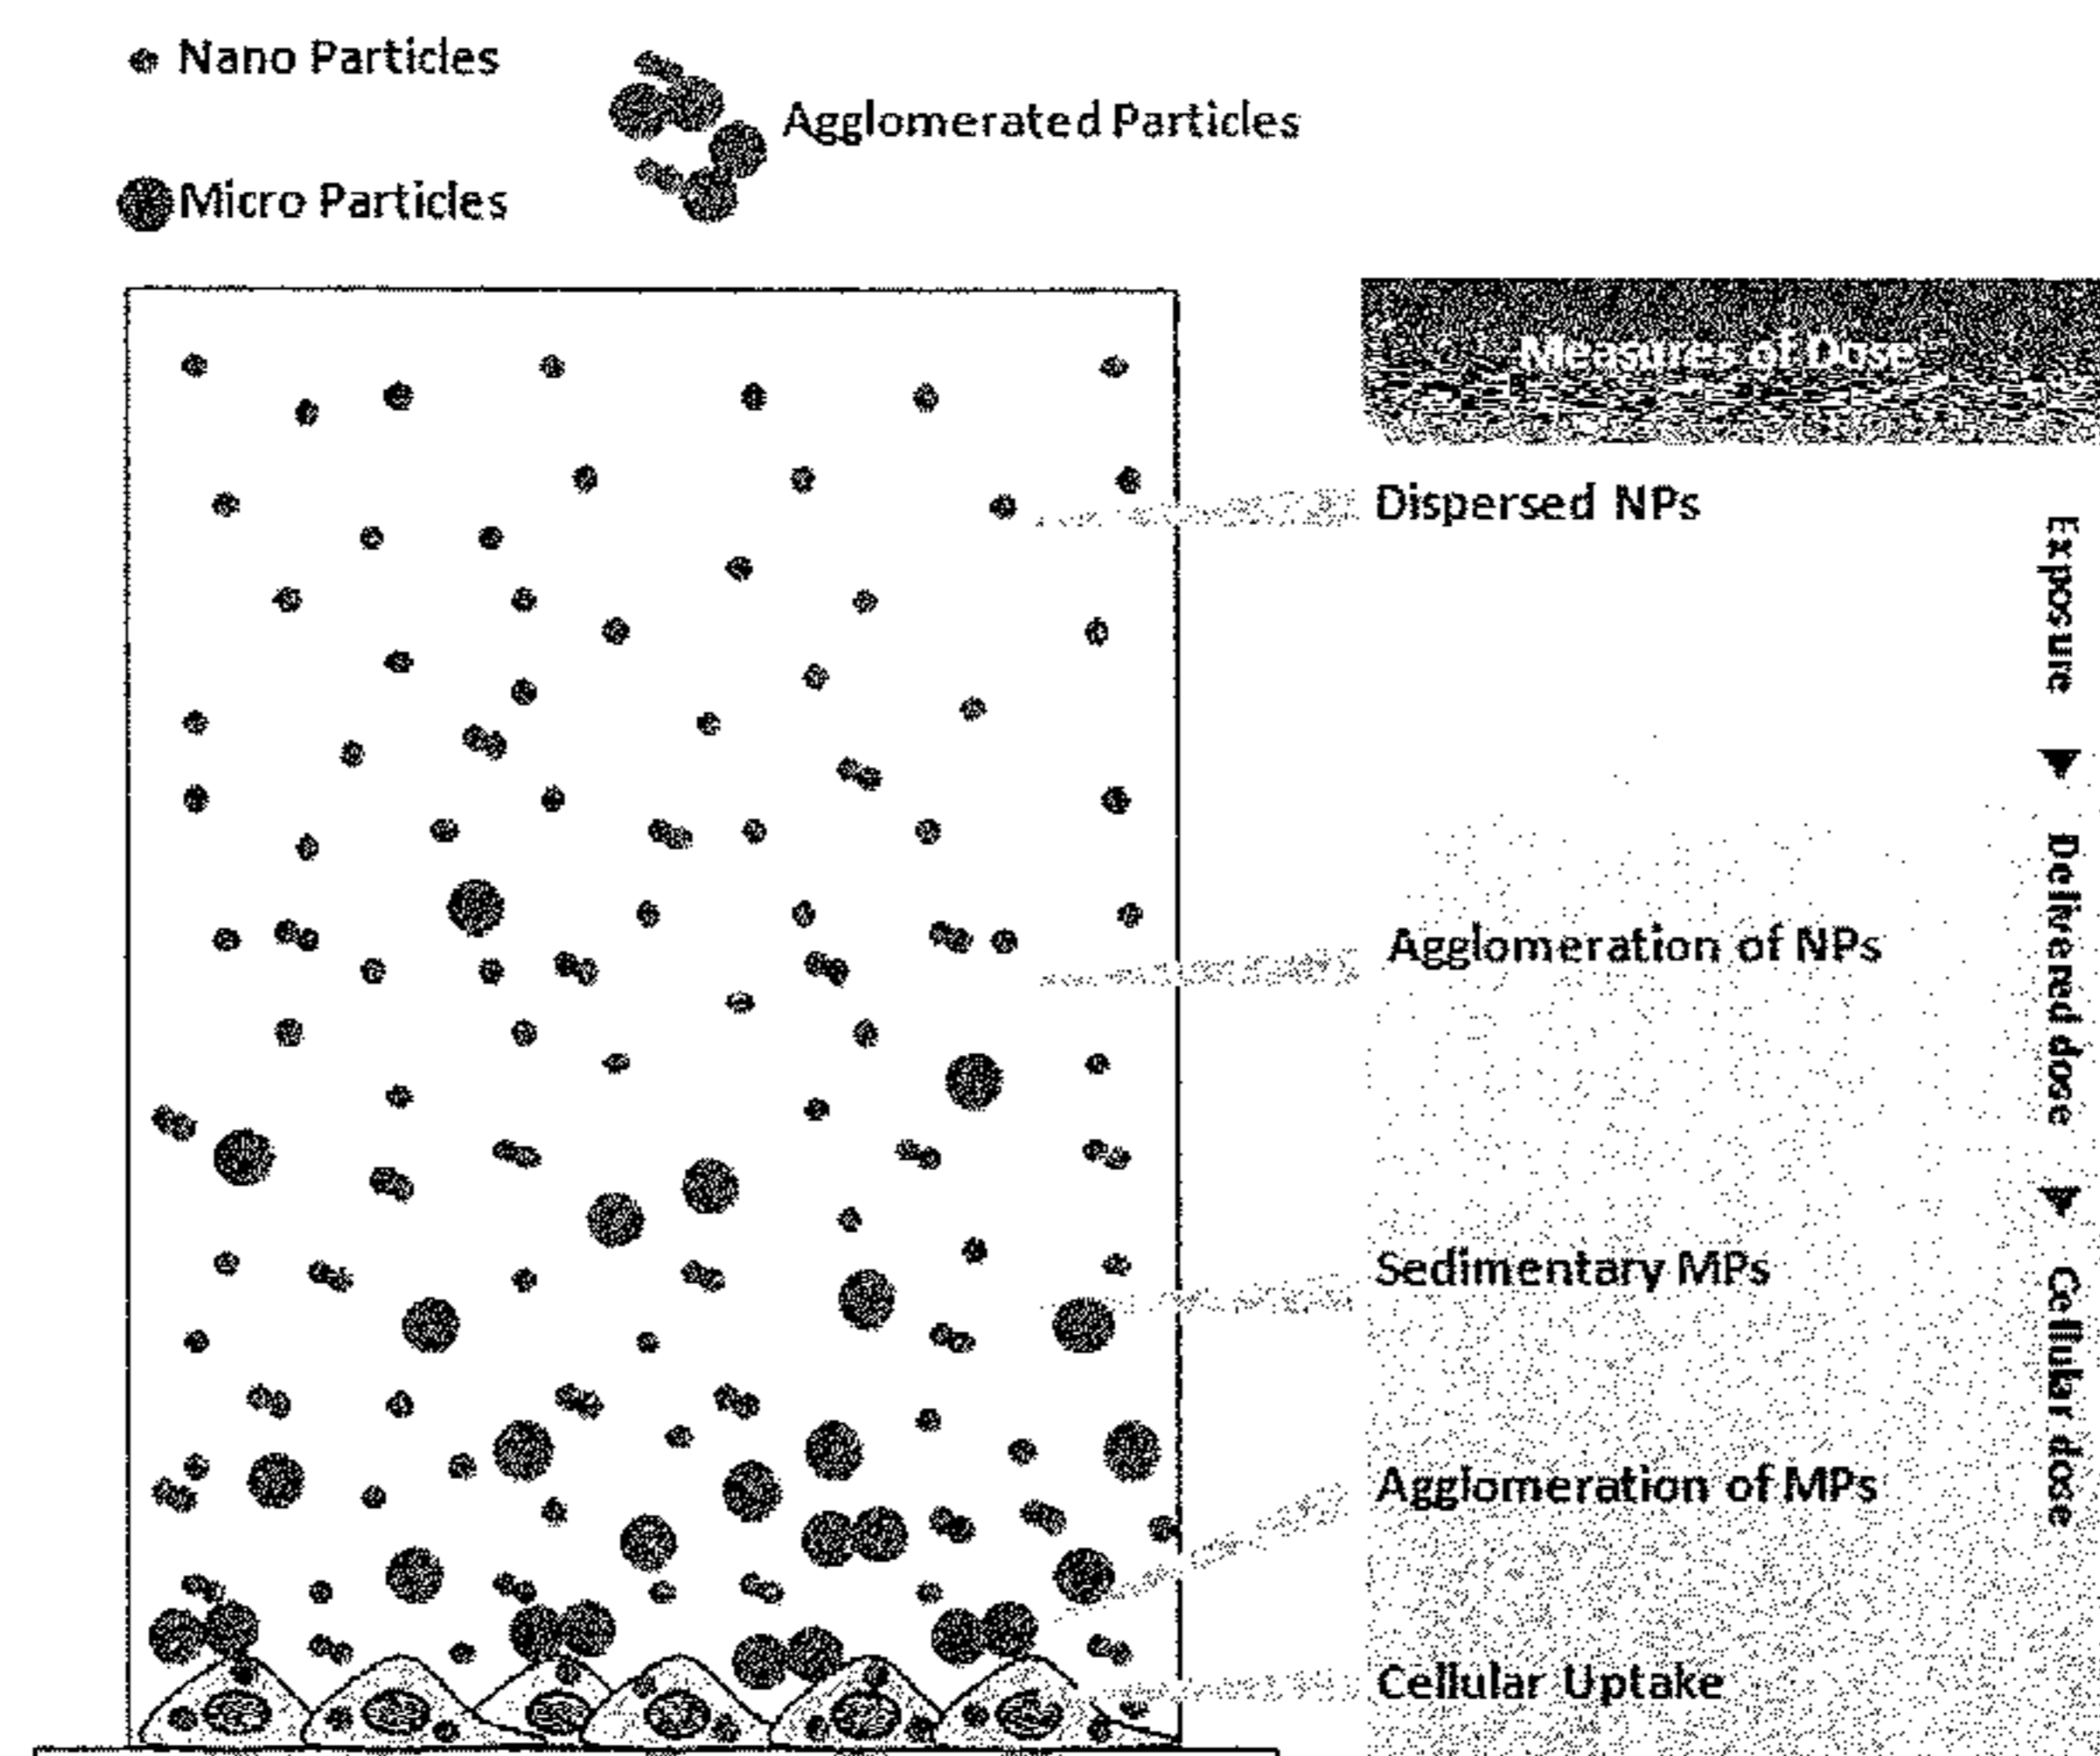 Nano Particles
Agglomerated Particles
Micro Particles
Measures of Dose
Dispersed NPs
Agglomeration of NPs
Sedimentary MPs
Agglomeration of MPs
Cellular Uptake
Exposure
Delivered dose
Cellular dose